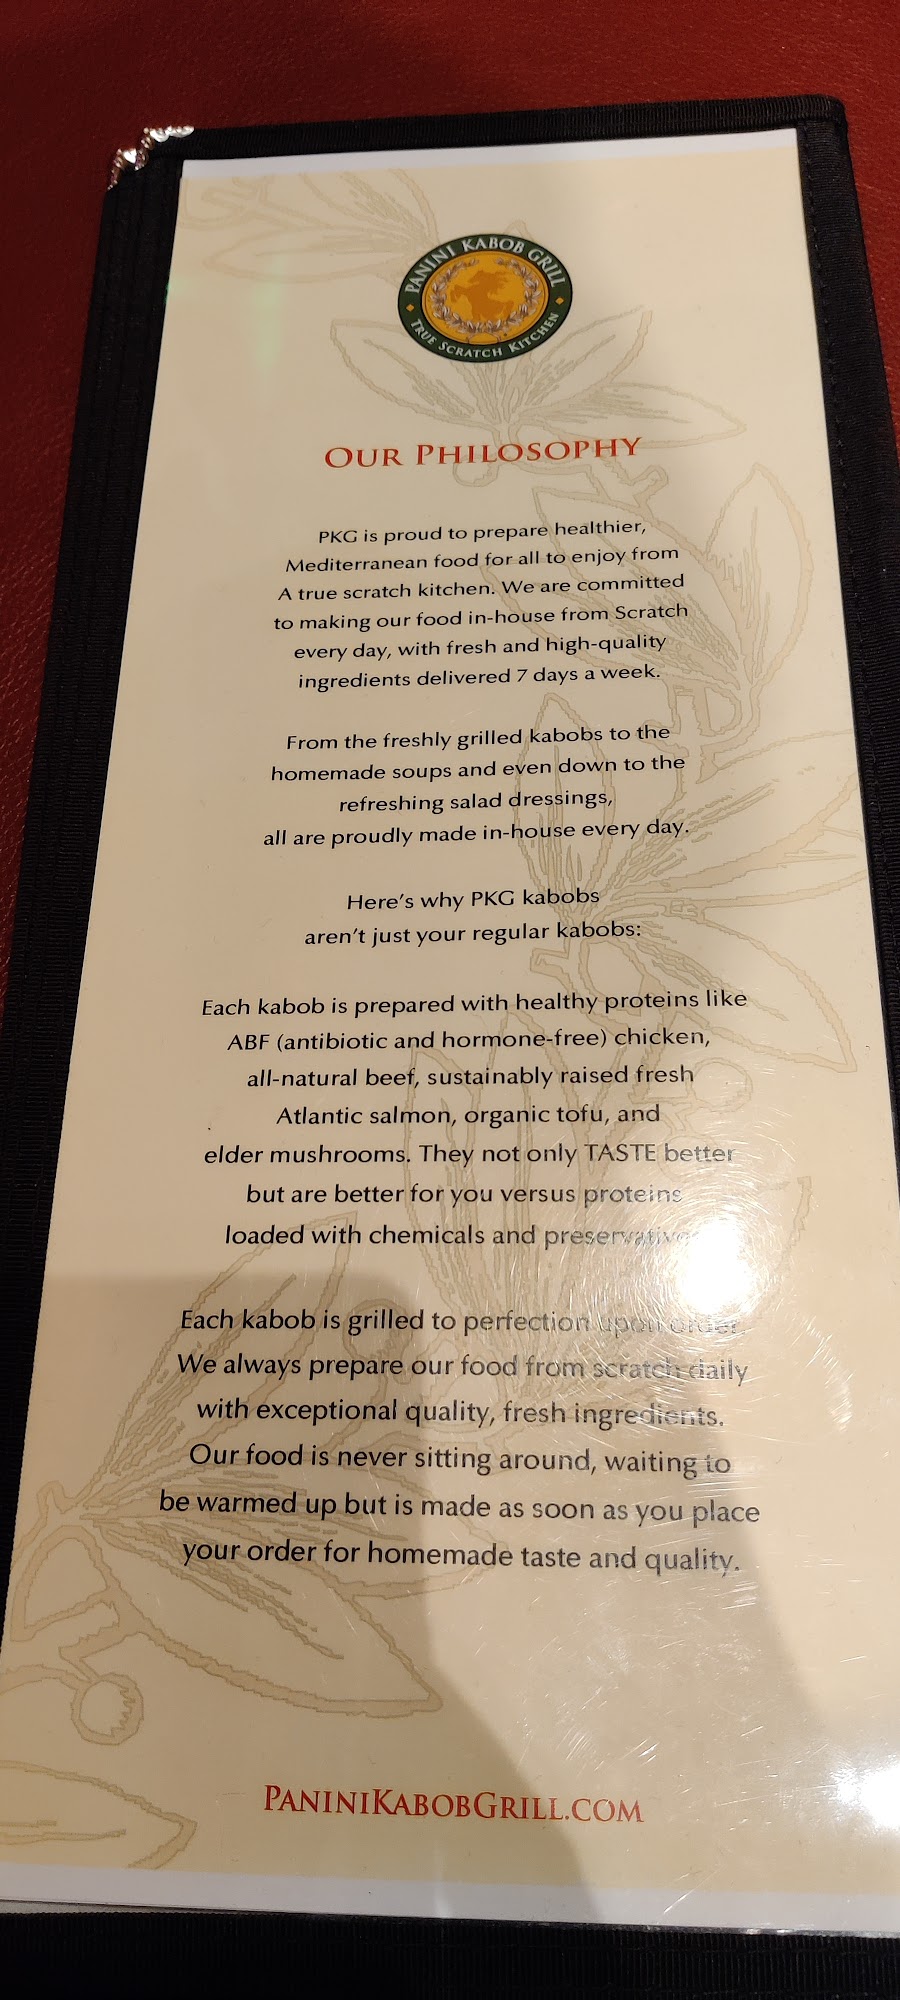 PANINI KABOB GRILL
TRUE SCRATCH KITCHEN
OUR PHILOSOPHY
PKG is proud to prepare healthier,
Mediterranean food for all to enjoy from
A true scratch kitchen. We are committed
to making our food in-house from Scratch
every day, with fresh and high-quality
ingredients delivered 7 days a week.
From the freshly grilled kabobs to the
homemade soups and even down to the
refreshing salad dressings,
all are proudly made in-house every day.
Here's why PKG kabobs
aren't just your regular kabobs:
Each kabob is prepared with healthy proteins like
ABF (antibiotic and hormone-free) chicken,
all-natural beef, sustainably raised fresh
Atlantic salmon, organic tofu, and
elder mushrooms. They not only TASTE better
but are better for you versus proteins
loaded with chemicals and
Each kabob is grilled to perfection upon order.
We always prepare our food from scratch daily
with exceptional quality, fresh ingredients.
Our food is never sitting around, waiting to
be warmed up but is made as soon as you place
your order for homemade taste and quality.
PANINIKABOBGRILL.COM